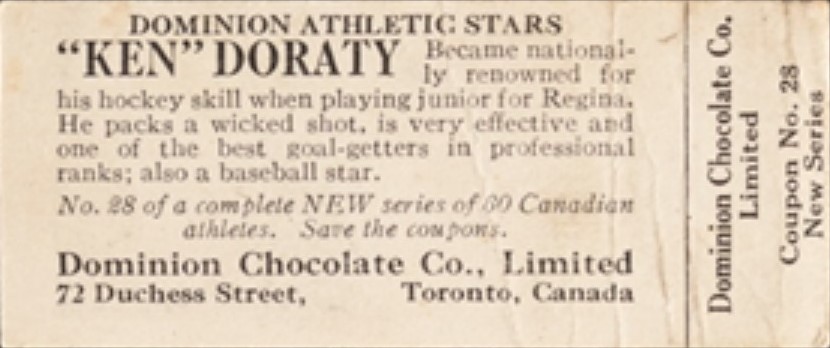 DOMINION ATHLETIC STARS
"KEN" DORATY Became national-
ly renowned for
his hockey skill when playing junior for Regina.
He packs a wicked shot, is very effective and
one of the best goal-getters in professional
ranks; also a baseball star.
No. 28 of a complete NEW series of 60 Canadian
athletes. Save the coupons.
Dominion Chocolate Co., Limited
72 Duchess Street, Toronto, Canada
Dominion Chocolate Co.
Limited
Coupon No. 28
New Series